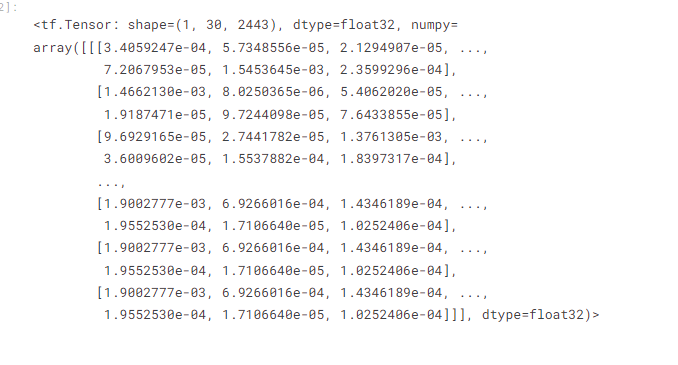 2]:
<tf.Tensor: shape=(1, 30, 2443), dtype=float32, numpy=
array([[[3.4059247e-04, 5.7348556e-05, 2.1294907e-05, ...,
7.2067953e-05, 1.5453645e-03, 2.3599296e-04],
[1.4662130e-03, 8.0250365e-06, 5.4062020e-05, ...,
1.9187471e-05, 9.7244098e-05, 7.6433855e-05],
[9.6929165e-05, 2.7441782e-05, 1.3761305e-03, ...,
3.6009602e-05, 1.5537882e-04, 1.8397317e-04],
...,
[1.9002777e-03, 6.9266016e-04, 1.4346189e-04, ...,
1.9552530e-04, 1.7106640e-05, 1.0252406e-04],
[1.9002777e-03, 6.9266016e-04, 1.4346189e-04, ...,
1.9552530e-04, 1.7106640e-05, 1.0252406e-04],
[1.9002777e-03, 6.9266016e-04, 1.4346189e-04, ...,
1.9552530e-04, 1.7106640e-05, 1.0252406e-04]]], dtype=float32)>